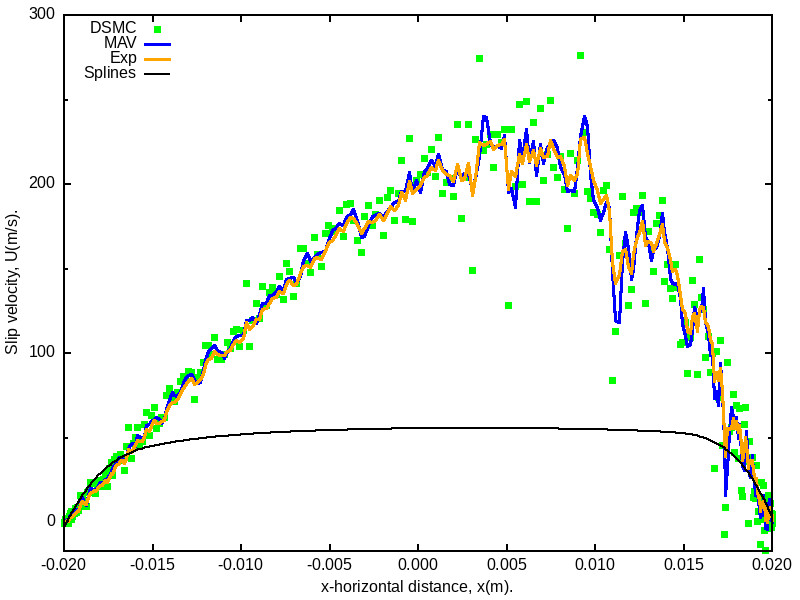 300
200
100
0
Slip velocity, U(m/s),
DSMC
MAV
Exp
Splines
-0.020 -0.015 -0.010 -0.005 0.000 0.005 0.010 0.015 0.020
x-horizontal distance, x(m).